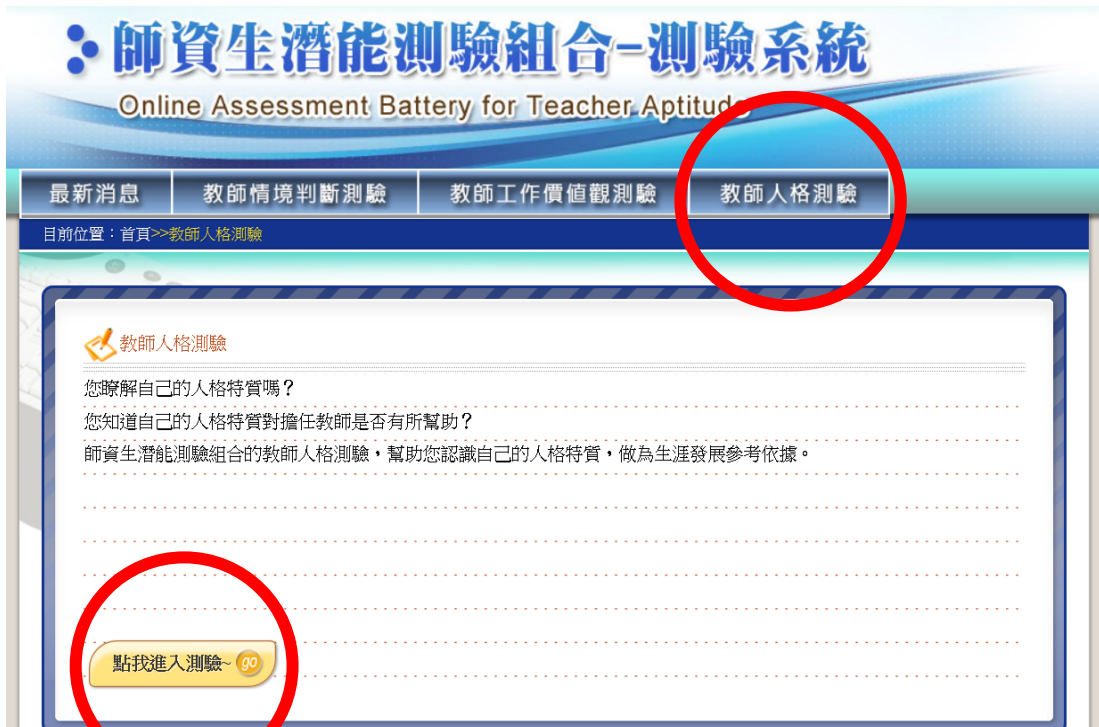 師資生潛能測驗組合-測驗系統
Online Assessment Battery for Teacher Aptitude
最新消息 教師情境判斷測驗 教師工作價值觀測驗 教師人格測驗
目前位置：首頁>>教師人格測驗
教師人格測驗
您瞭解自己的人格特質嗎？
您知道自己的人格特質對擔任教師是否有所幫助？
師資生潛能測驗組合的教師人格測驗，幫助您認識自己的人格特質，做為生涯發展參考依據。
點我進入測驗~ go